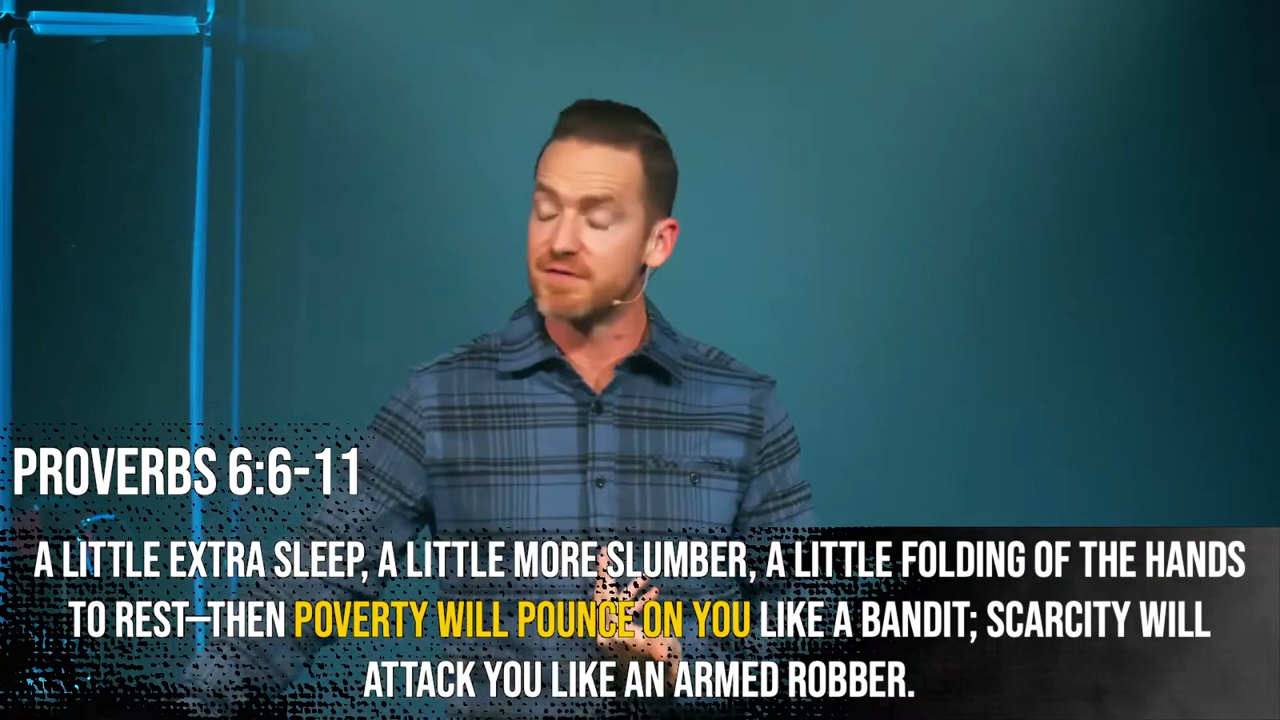 PROVERBS 6:6-11
A LITTLE EXTRA SLEEP, A LITTLE MORE SLUMBER, A LITTLE FOLDING OF THE HANDS
TO REST—THEN POVERTY WILL POUNCE ON YOU LIKE A BANDIT; SCARCITY WILL
ATTACK YOU LIKE AN ARMED ROBBER.